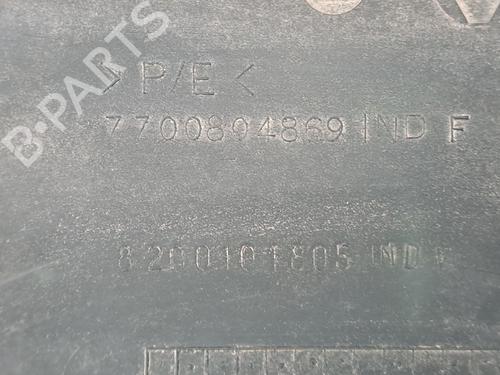 B-PARTS
>P/E<
7700804869 IND F
8200101805 IND F